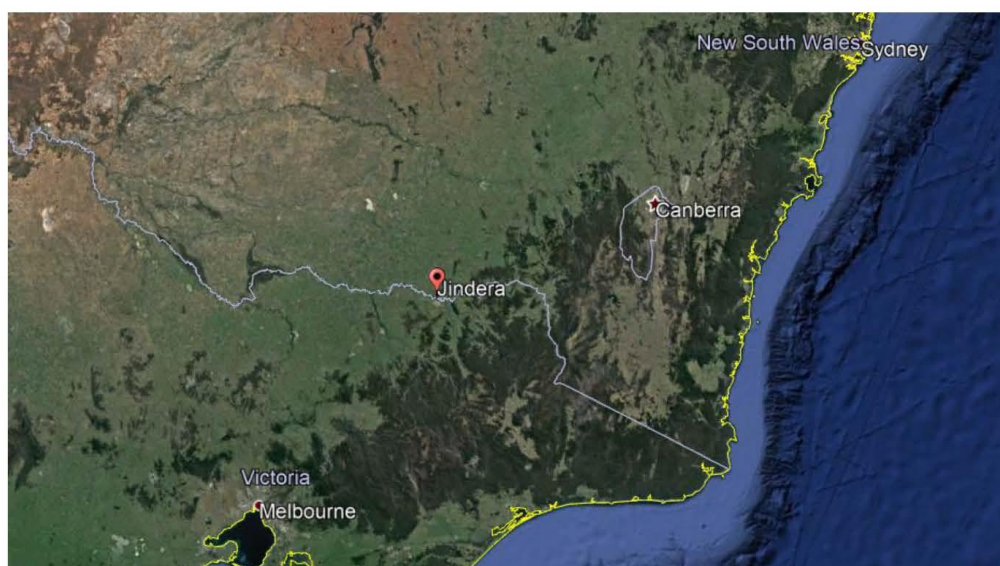 New South Wales
Sydney
Canberra
Jindera
Victoria
Melbourne